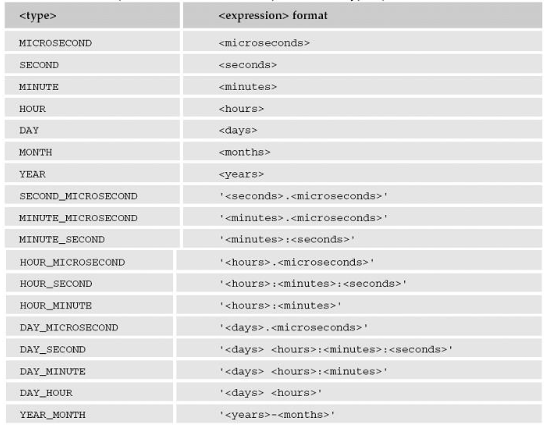 <type> <expression> format
MICROSECOND <microseconds>
SECOND <seconds>
MINUTE <minutes>
HOUR <hours>
DAY <days>
MONTH <months>
YEAR <years>
SECOND_MICROSECOND '<seconds>.<microseconds>'
MINUTE_MICROSECOND '<minutes>.<microseconds>'
MINUTE_SECOND '<minutes>:<seconds>'
HOUR_MICROSECOND '<hours>.<microseconds>'
HOUR_SECOND '<hours>:<minutes>:<seconds>'
HOUR_MINUTE '<hours>:<minutes>'
DAY_MICROSECOND '<days>.<microseconds>'
DAY_SECOND '<days> <hours>:<minutes>:<seconds>'
DAY_MINUTE '<days> <hours>:<minutes>'
DAY_HOUR '<days> <hours>'
YEAR_MONTH '<years>-<months>'